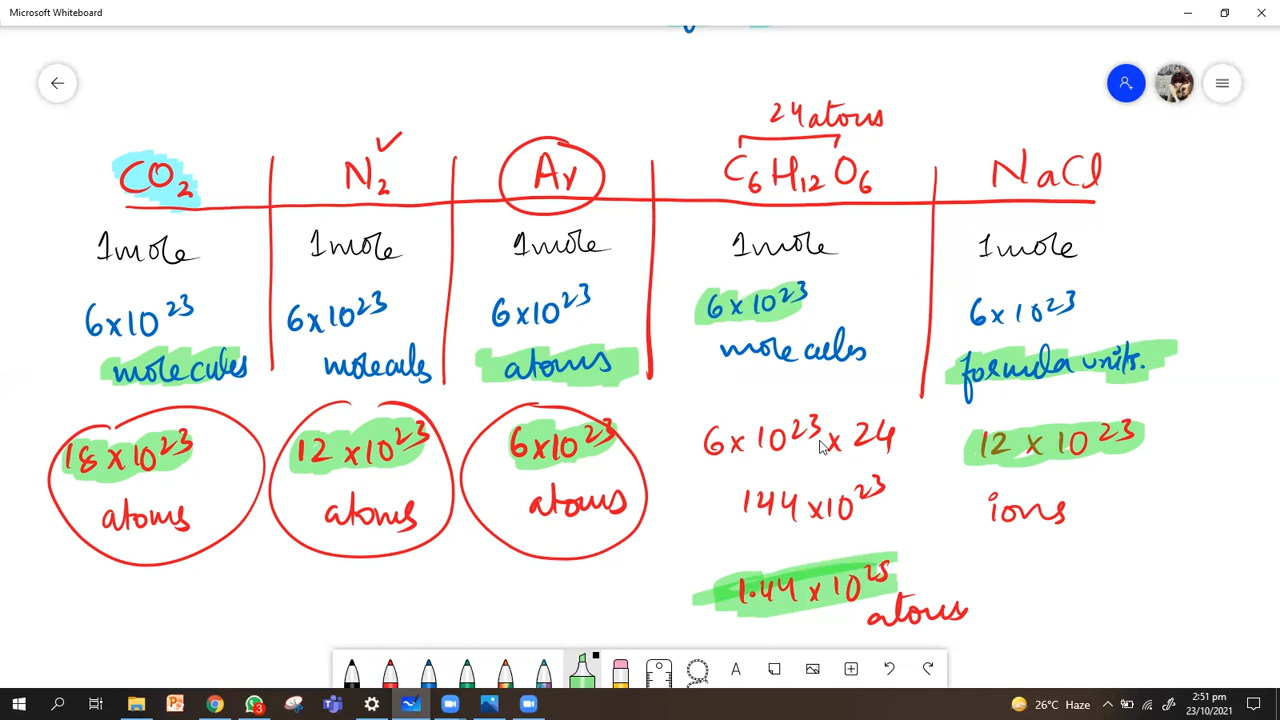 Microsoft Whiteboard
24 atoms
CO2 N2 Ar C6H12O6 NaCl
1mole 1mole 1mole 1mole 1mole
6x10^23 6x10^23 6x10^23 6x10^23 6x10^23
molecules molecules atoms molecules formula units.
18x10^23 12x10^23 6x10^23 6x10^23 x 24 12x10^23
atoms atoms atoms 144x10^23 ions
1.44x10^25
atoms
A
3
26°C Haze
2:51 pm
23/10/2021